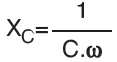 X_C = 1 / C.ω